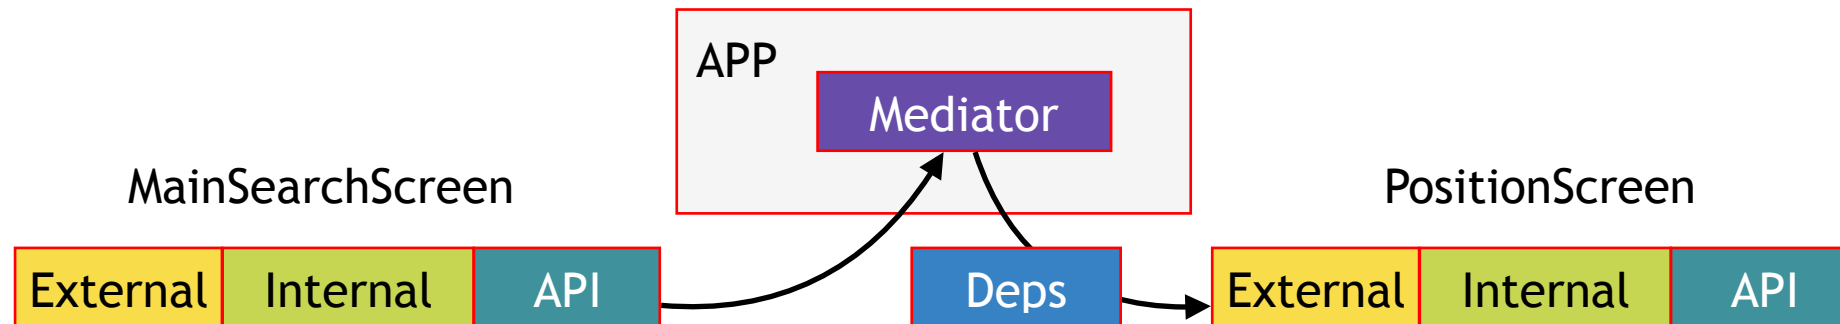 APP
Mediator
MainSearchScreen
PositionScreen
External Internal API
Deps
External Internal API